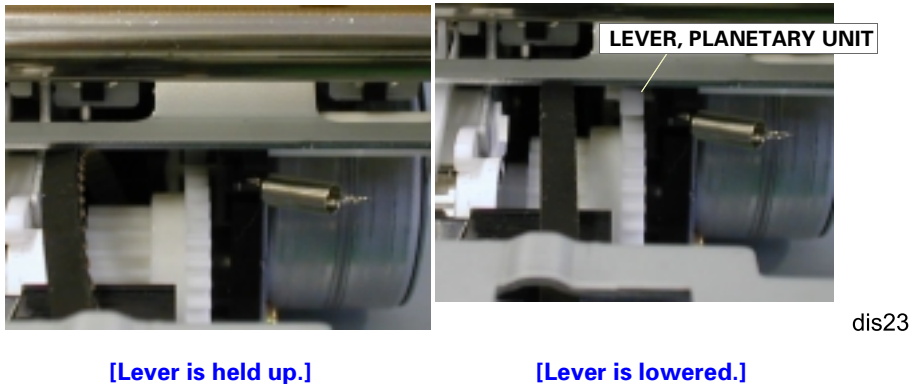 LEVER, PLANETARY UNIT
dis23
[Lever is held up.]
[Lever is lowered.]